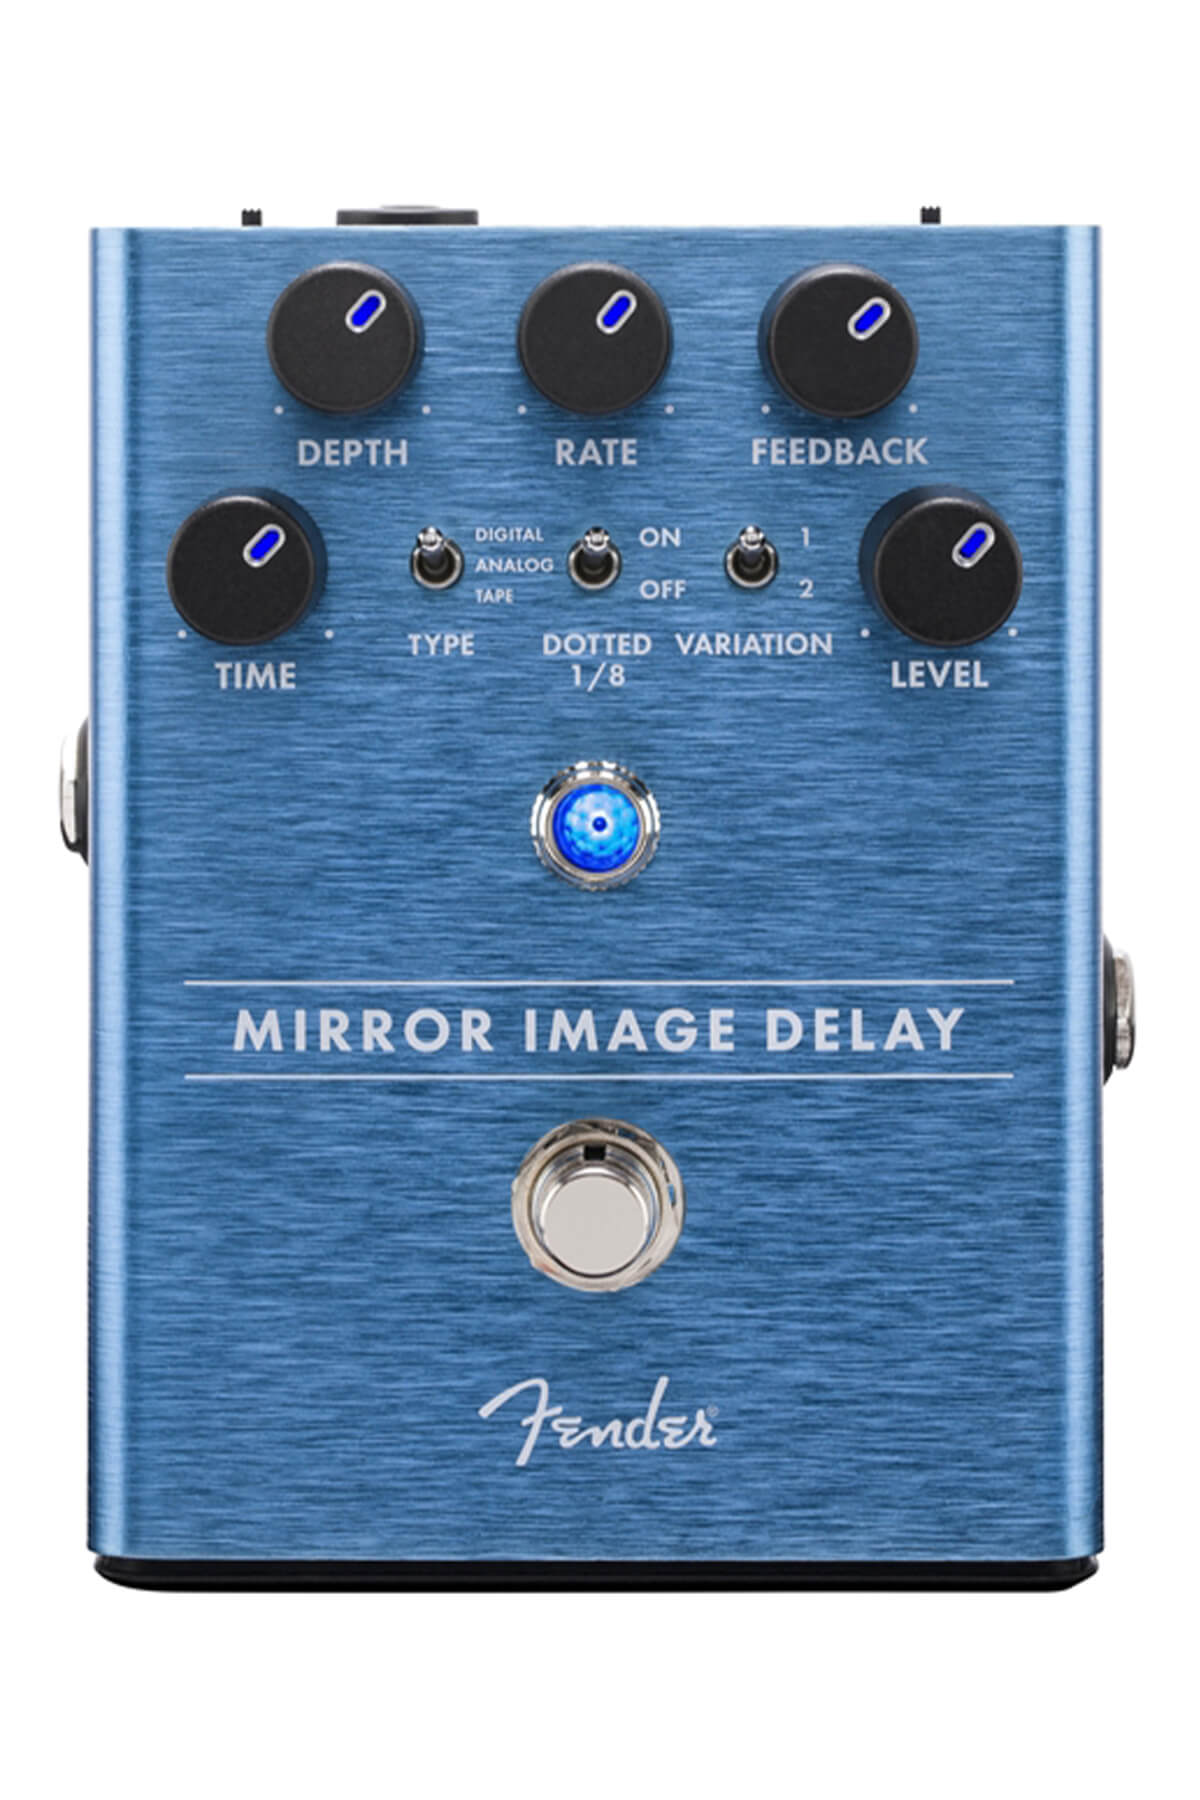 DEPTH RATE FEEDBACK
DIGITAL ON 1
ANALOG
TAPE OFF 2
TYPE DOTTED VARIATION
TIME 1/8 LEVEL
MIRROR IMAGE DELAY
Fender®